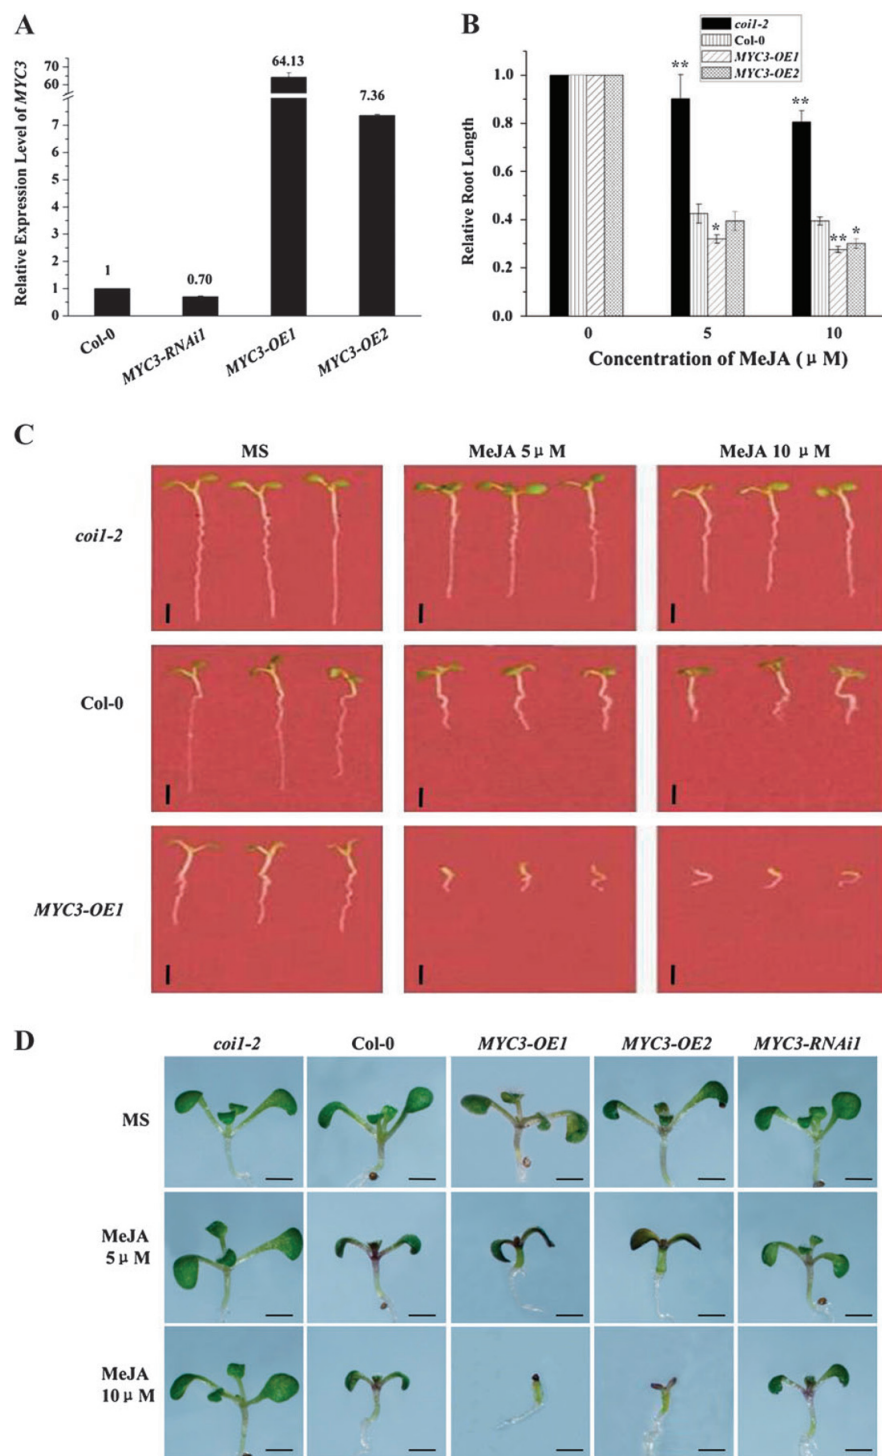 A
Relative Expression Level of MYC3
70
60
7
6
5
4
3
2
1
0
1
0.70
64.13
7.36
Col-0
MYC3-RNAi1
MYC3-OE1
MYC3-OE2
B
coi1-2
Col-0
MYC3-OE1
MYC3-OE2
Relative Root Length
1.0
0.8
0.6
0.4
0.2
0.0
**
*
**
**
*
0
5
10
Concentration of MeJA ( μ M)
C
MS
MeJA 5 μ M
MeJA 10 μ M
coi1-2
Col-0
MYC3-OE1
D
coi1-2
Col-0
MYC3-OE1
MYC3-OE2
MYC3-RNAi1
MS
MeJA
5 μ M
MeJA
10 μ M